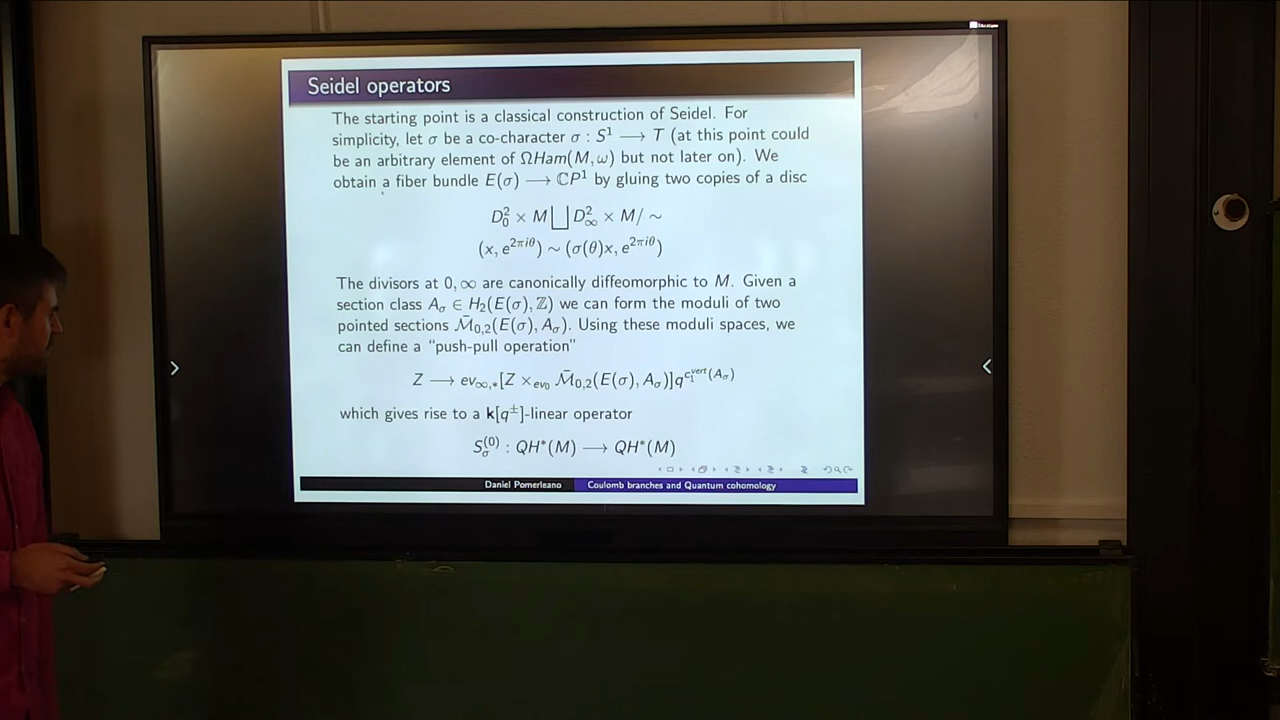 Seidel operators
The starting point is a classical construction of Seidel. For
simplicity, let σ be a co-character σ : S¹ ⟶ T (at this point could
be an arbitrary element of ΩHam(M, ω) but not later on). We
obtain a fiber bundle E(σ) ⟶ ℂP¹ by gluing two copies of a disc
D²₀ × M ⨆ D²_∞ × M/ ∼
(x, e^{2πiθ}) ∼ (σ(θ)x, e^{2πiθ})
The divisors at 0, ∞ are canonically diffeomorphic to M. Given a
section class A_σ ∈ H₂(E(σ), ℤ) we can form the moduli of two
pointed sections M̄₀,₂(E(σ), A_σ). Using these moduli spaces, we
can define a “push-pull operation”
Z ⟶ ev_{∞,*}[Z ×_{ev₀} M̄₀,₂(E(σ), A_σ)]q^{c₁^{vert}(A_σ)}
which gives rise to a k[q^±]-linear operator
S_σ^{(0)} : QH*(M) ⟶ QH*(M)
Daniel Pomerleano Coulomb branches and Quantum cohomology